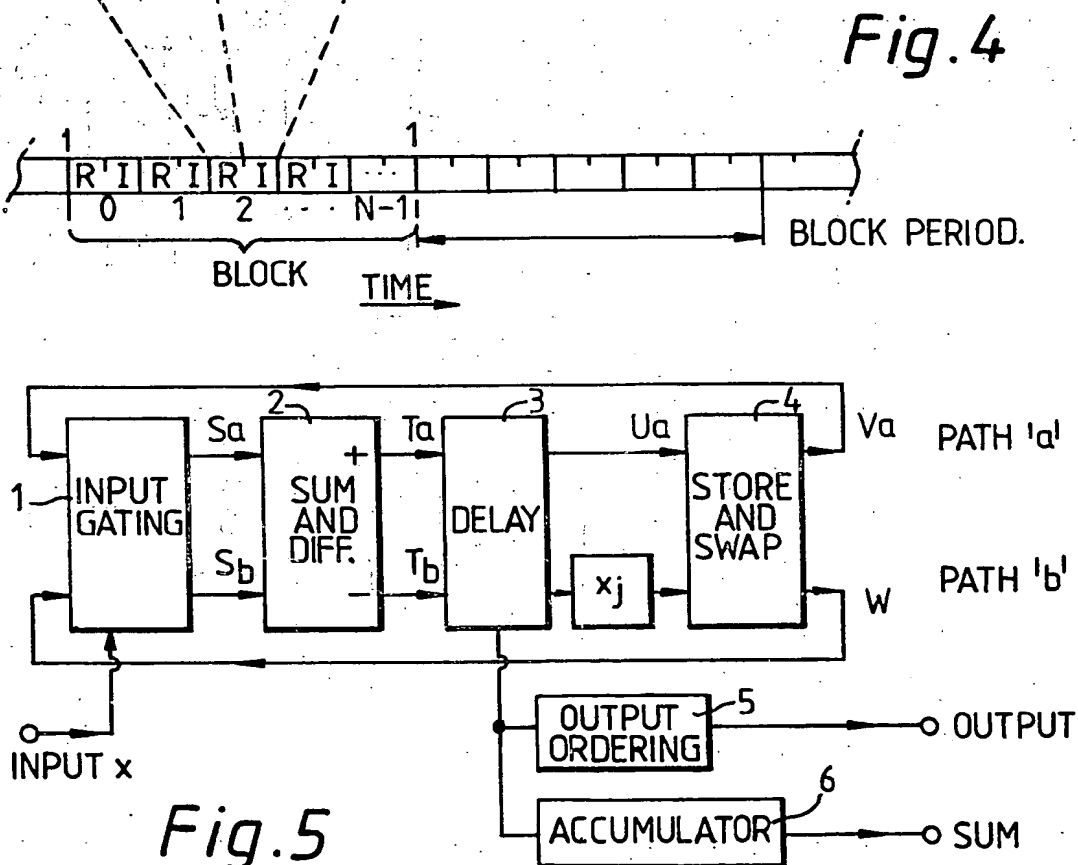 Fig.4
1 1
R'I R'I R'I R'I ...
0 1 2 ... N-1
BLOCK PERIOD.
BLOCK
TIME
2 3 4
Sa Ta Ua Va PATH 'a'
1 INPUT GATING
+
SUM AND DIFF.
DELAY
STORE AND SWAP
Sb Tb xj W PATH 'b'
-
5
OUTPUT ORDERING
OUTPUT
INPUT x
6
ACCUMULATOR
SUM
Fig.5